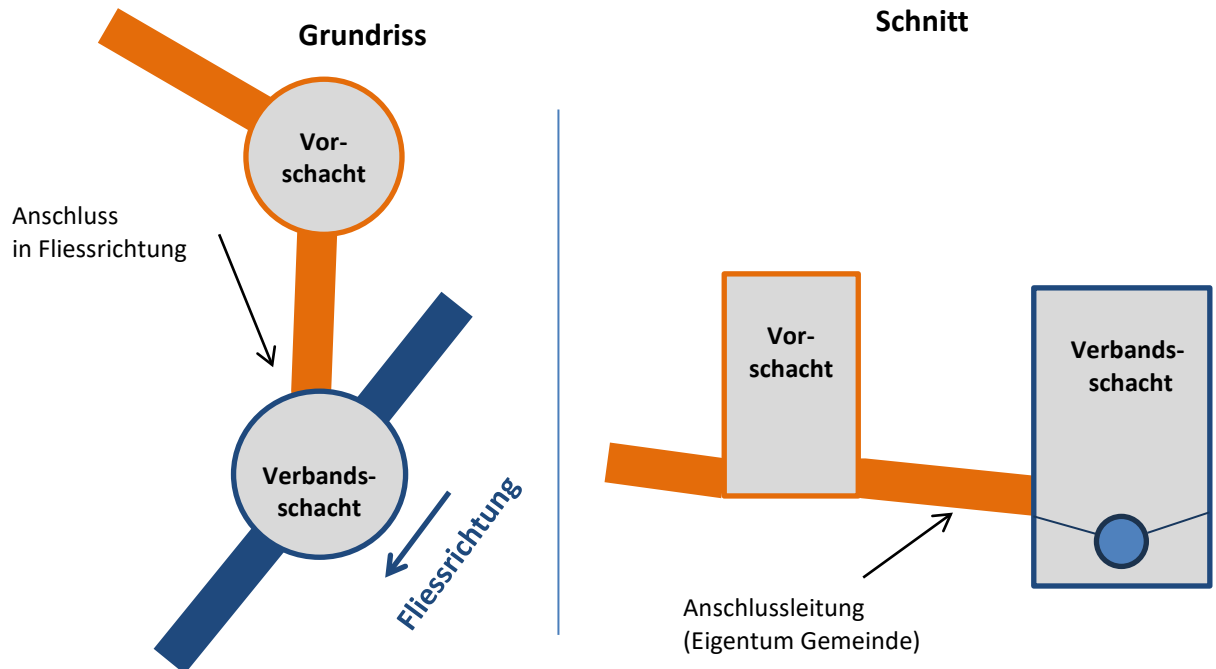 Grundriss
Vor-
schacht
Anschluss
in Fliessrichtung
Verbands-
schacht
Fliessrichtung
Schnitt
Vor-
schacht
Verbands-
schacht
Anschlussleitung
(Eigentum Gemeinde)